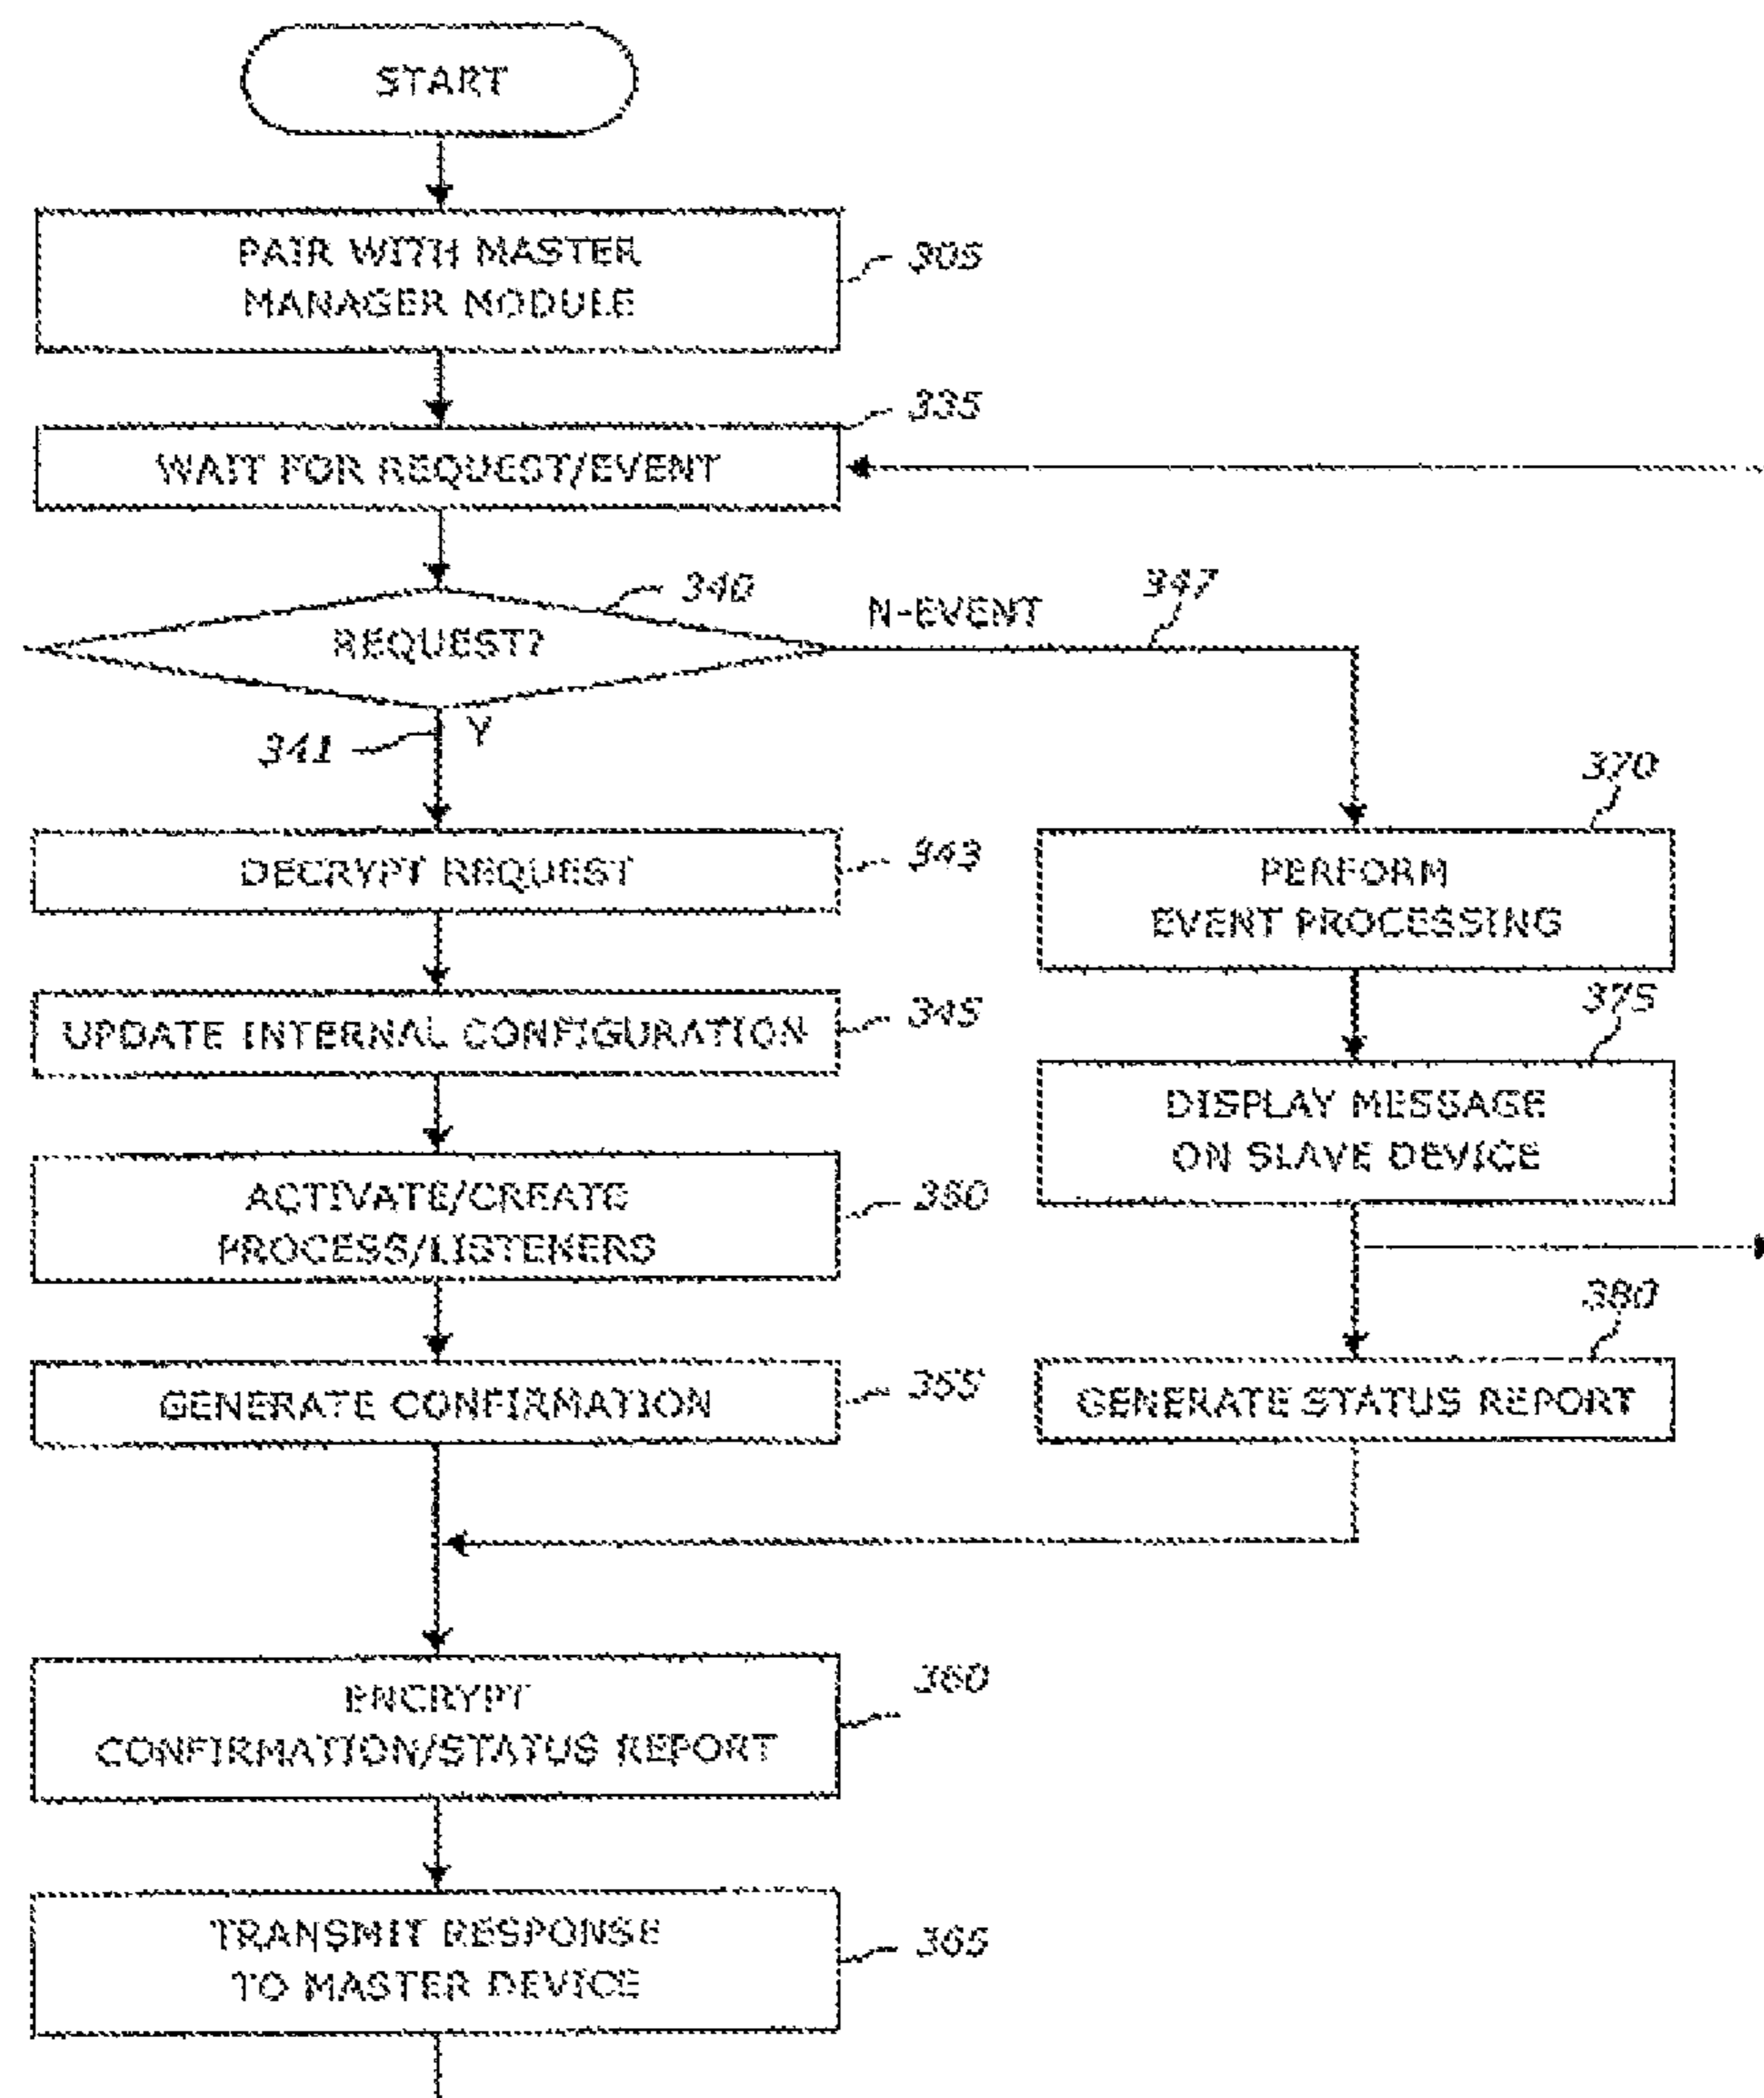 START
PAIR WITH MASTER
MANAGER MODULE
305
335
WAIT FOR REQUEST/EVENT
340
REQUEST?
N-EVENT
347
341
Y
DECRYPT REQUEST
343
370
PERFORM
EVENT PROCESSING
UPDATE INTERNAL CONFIGURATION
345
375
DISPLAY MESSAGE
ON SLAVE DEVICE
ACTIVATE/CREATE
PROCESS/LISTENERS
350
380
GENERATE CONFIRMATION
355
GENERATE STATUS REPORT
ENCRYPT
CONFIRMATION/STATUS REPORT
360
TRANSMIT RESPONSE
TO MASTER DEVICE
365